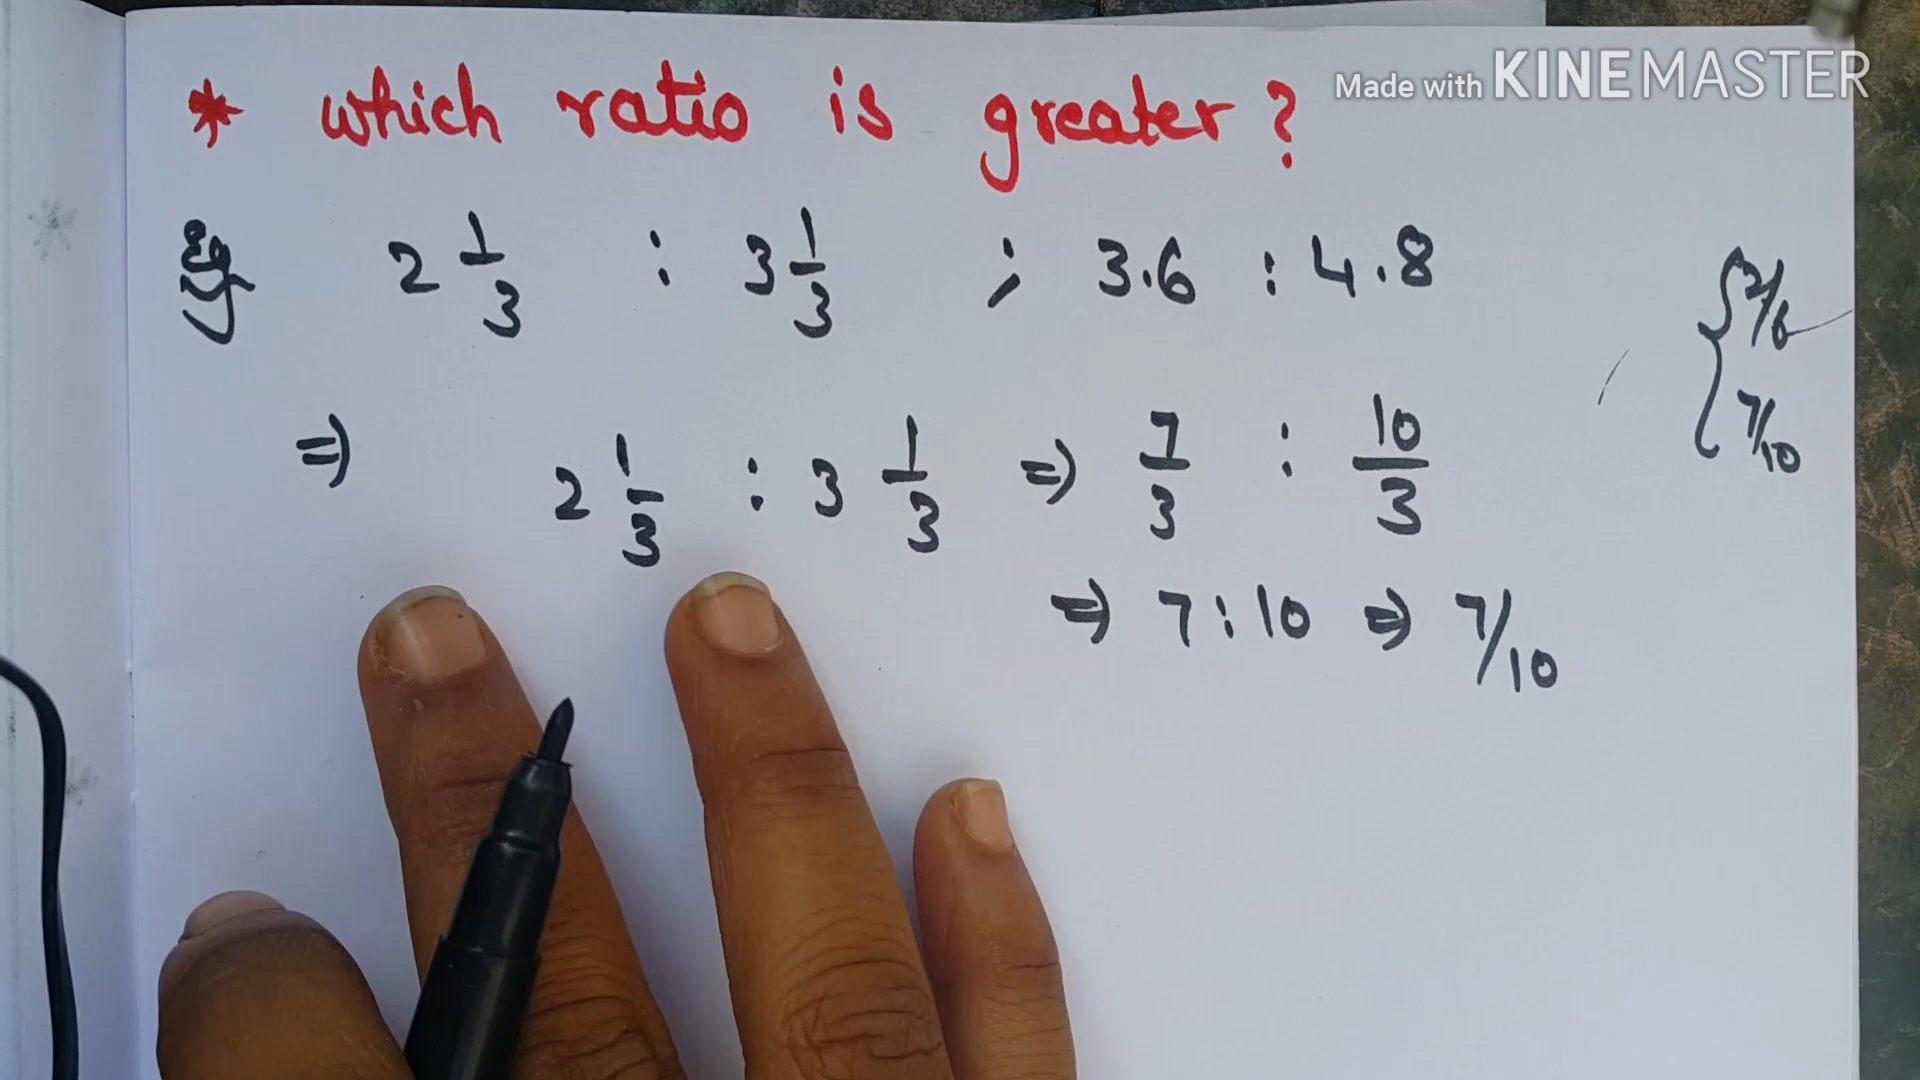 Made with KINEMASTER
* which ratio is greater?
Eg 2 1/3 : 3 1/3 ; 3.6 : 4.8
⇒ 2 1/3 : 3 1/3 ⇒ 7/3 : 10/3
⇒ 7:10 ⇒ 7/10
7/10